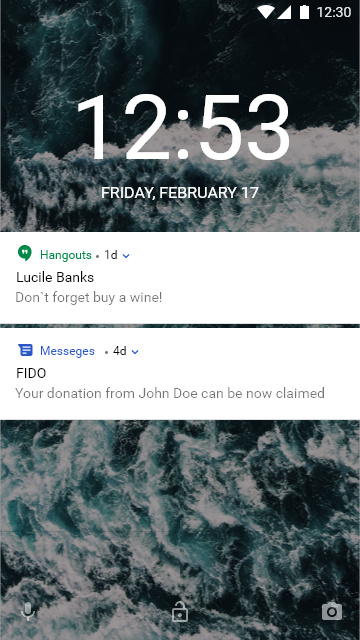 12:30
12:53
FRIDAY, FEBRUARY 17
Hangouts • 1d
Lucile Banks
Don`t forget buy a wine!
Messeges • 4d
FIDO
Your donation from John Doe can be now claimed